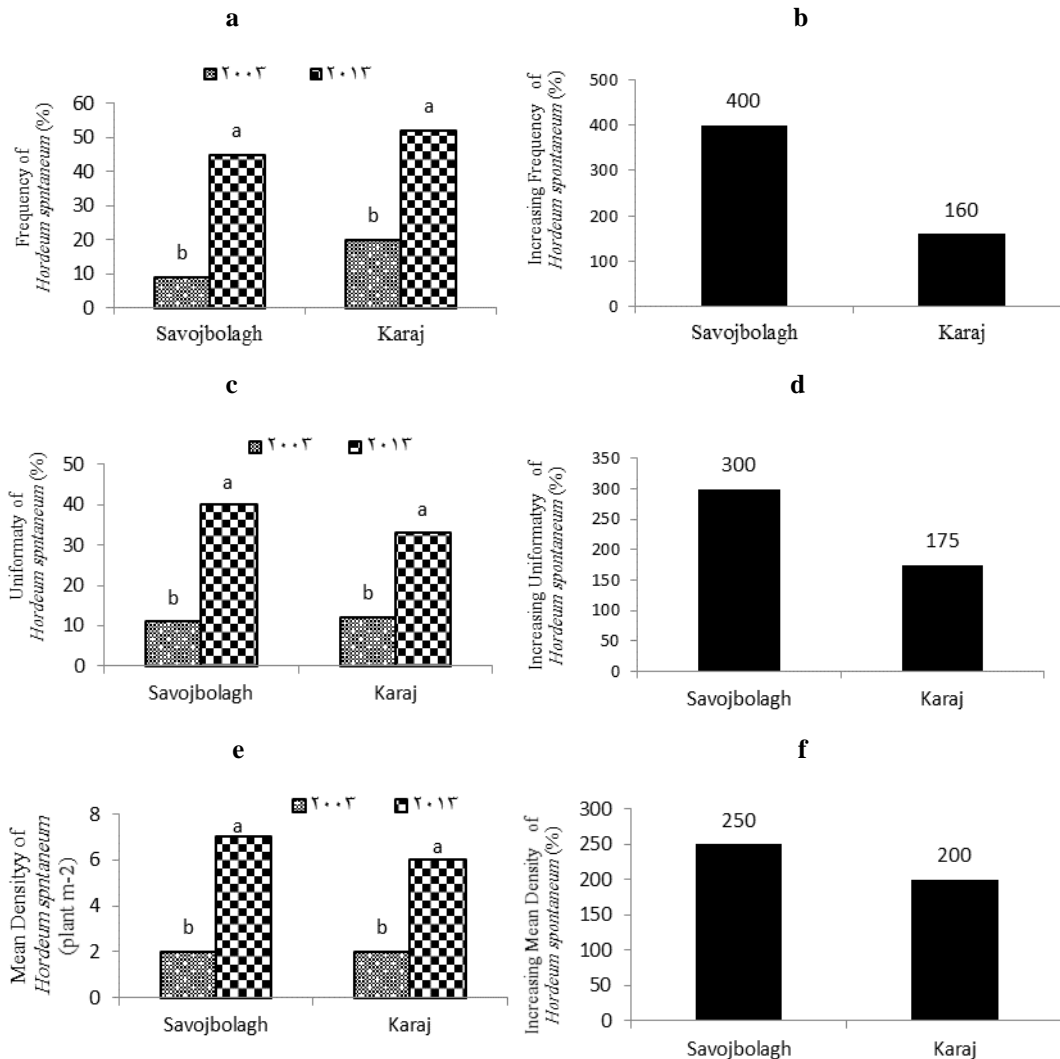 a
۲۰۰۳ ۲۰۱۳
Frequency of
Hordeum spntaneum (%)
60
50
40
30
20
10
0
b
a
b
a
Savojbolagh Karaj
b
Increasing Frequency of
Hordeum spontaneum (%)
500
400
300
200
100
0
400
160
Savojbolagh Karaj
c
۲۰۰۳ ۲۰۱۳
Uniformaty of
Hordeum spntaneum (%)
50
40
30
20
10
0
b
a
b
a
Savojbolagh Karaj
d
Increasing Uniformatyy of
Hordeum spontaneum (%)
350
300
250
200
150
100
50
0
300
175
Savojbolagh Karaj
e
۲۰۰۳ ۲۰۱۳
Mean Densityy of
Hordeum spntaneum
(plant m-2)
8
6
4
2
0
b
a
b
a
Savojbolagh Karaj
f
Increasing Mean Density of
Hordeum spontaneum (%)
300
250
200
150
100
50
0
250
200
Savojbolagh Karaj